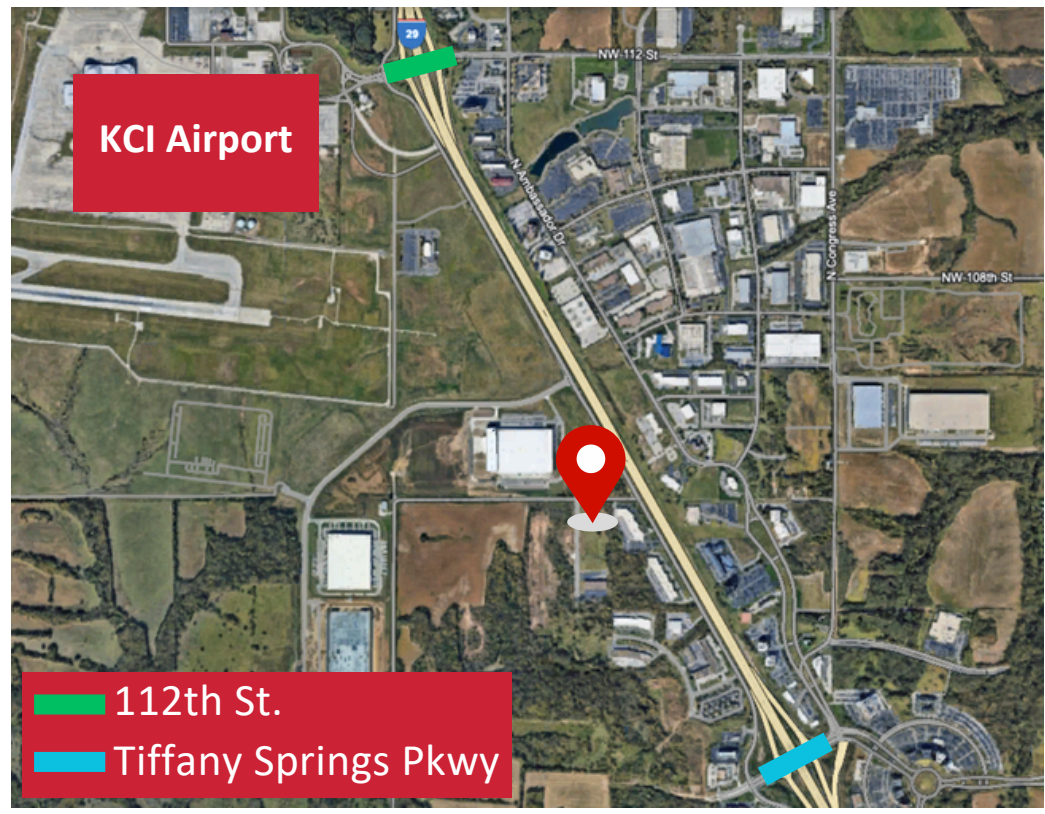 29
NW 112 St
KCI Airport
N Ambassador Dr
N Congress Ave
NW 108th St
112th St.
Tiffany Springs Pkwy